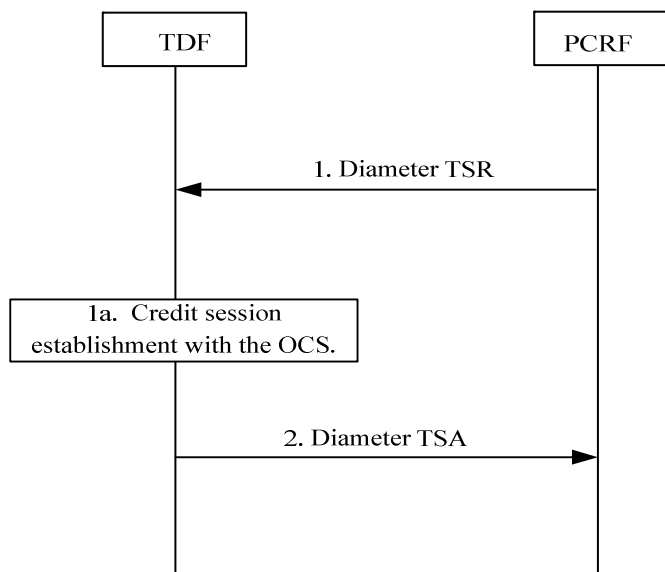 TDF
PCRF
1. Diameter TSR
1a. Credit session
establishment with the OCS.
2. Diameter TSA